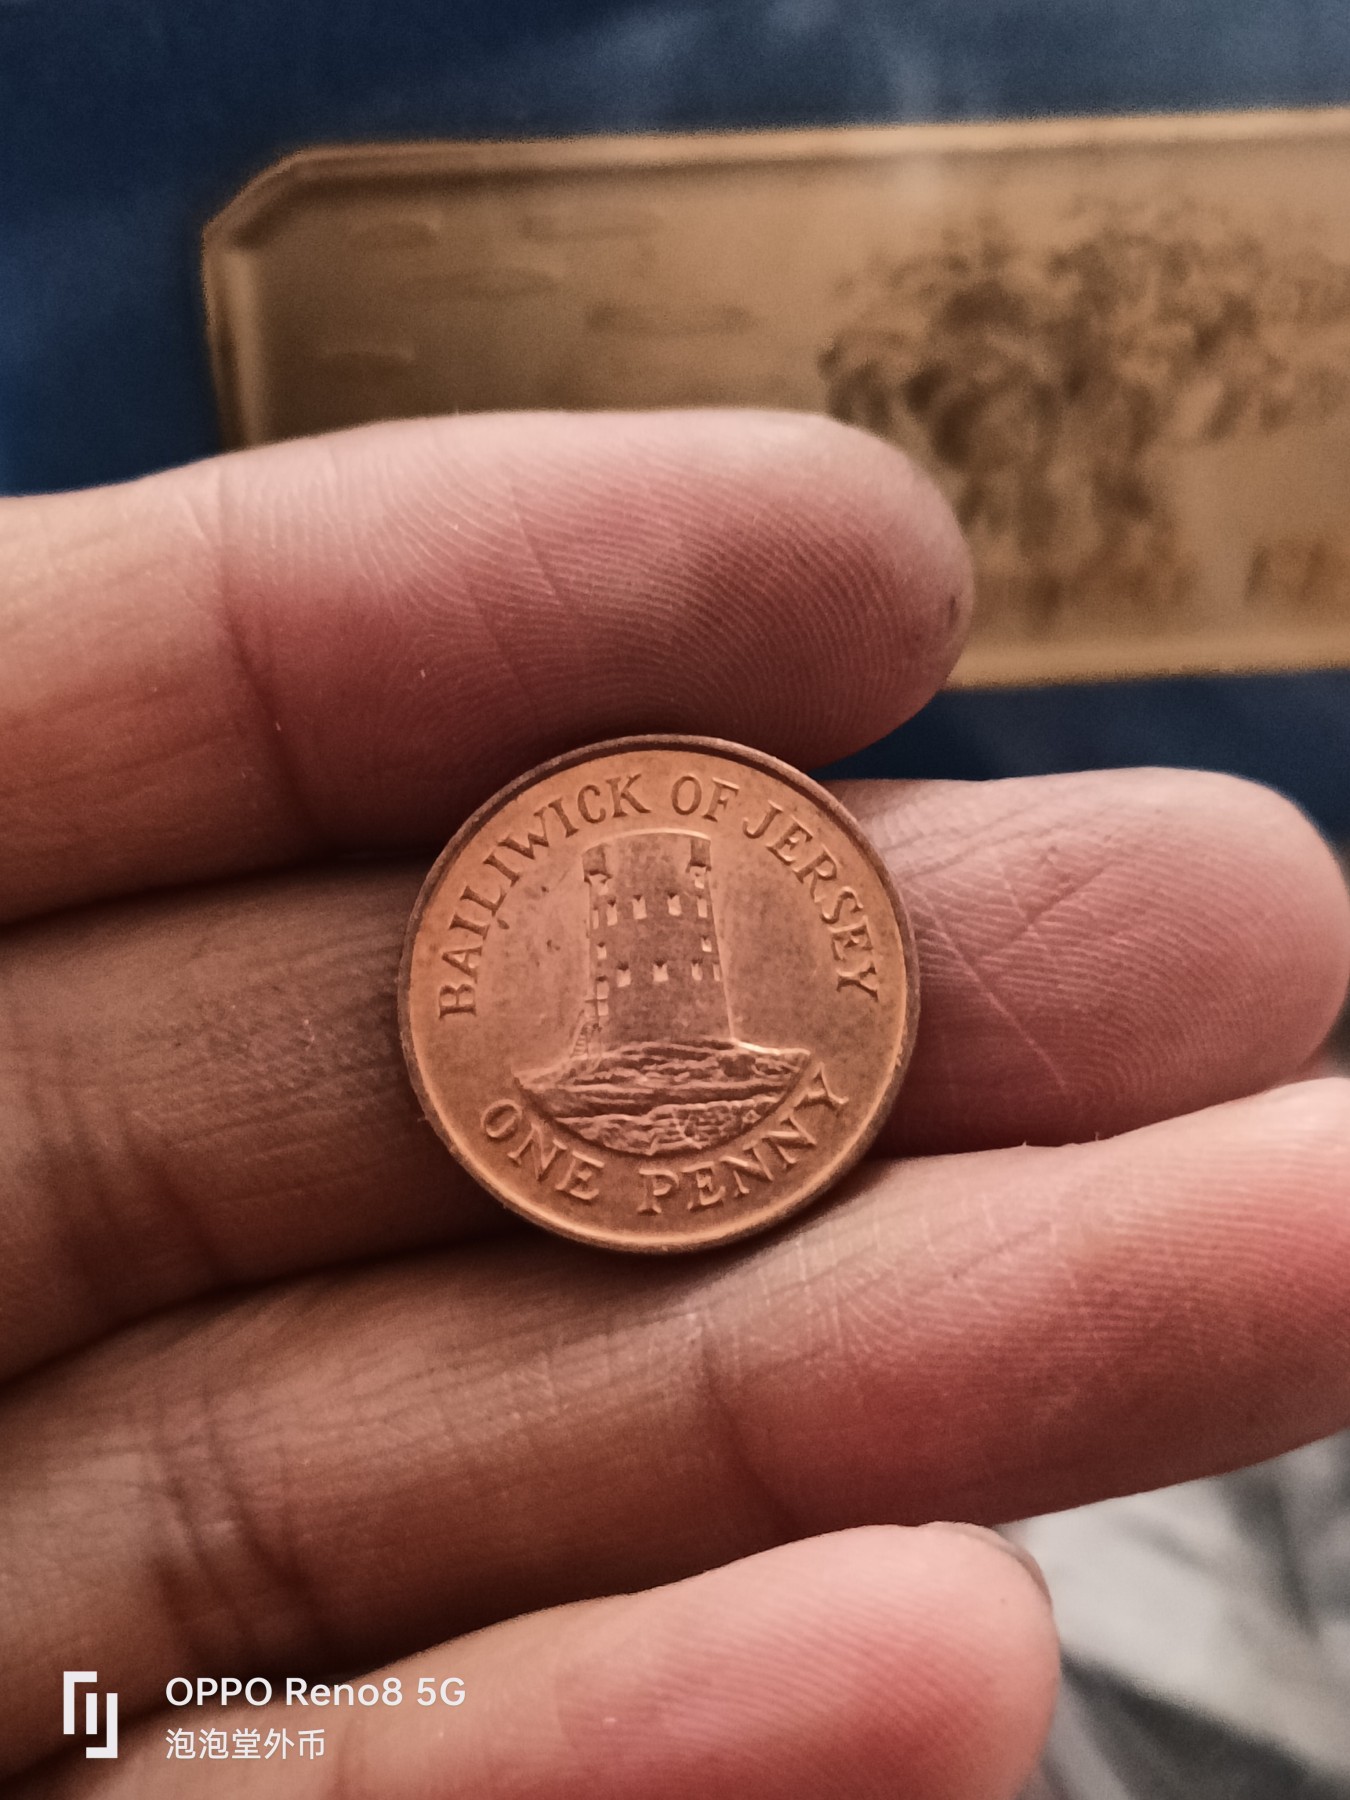 BAILIWICK OF JERSEY
ONE PENNY
OPPO Reno8 5G
泡泡堂外币